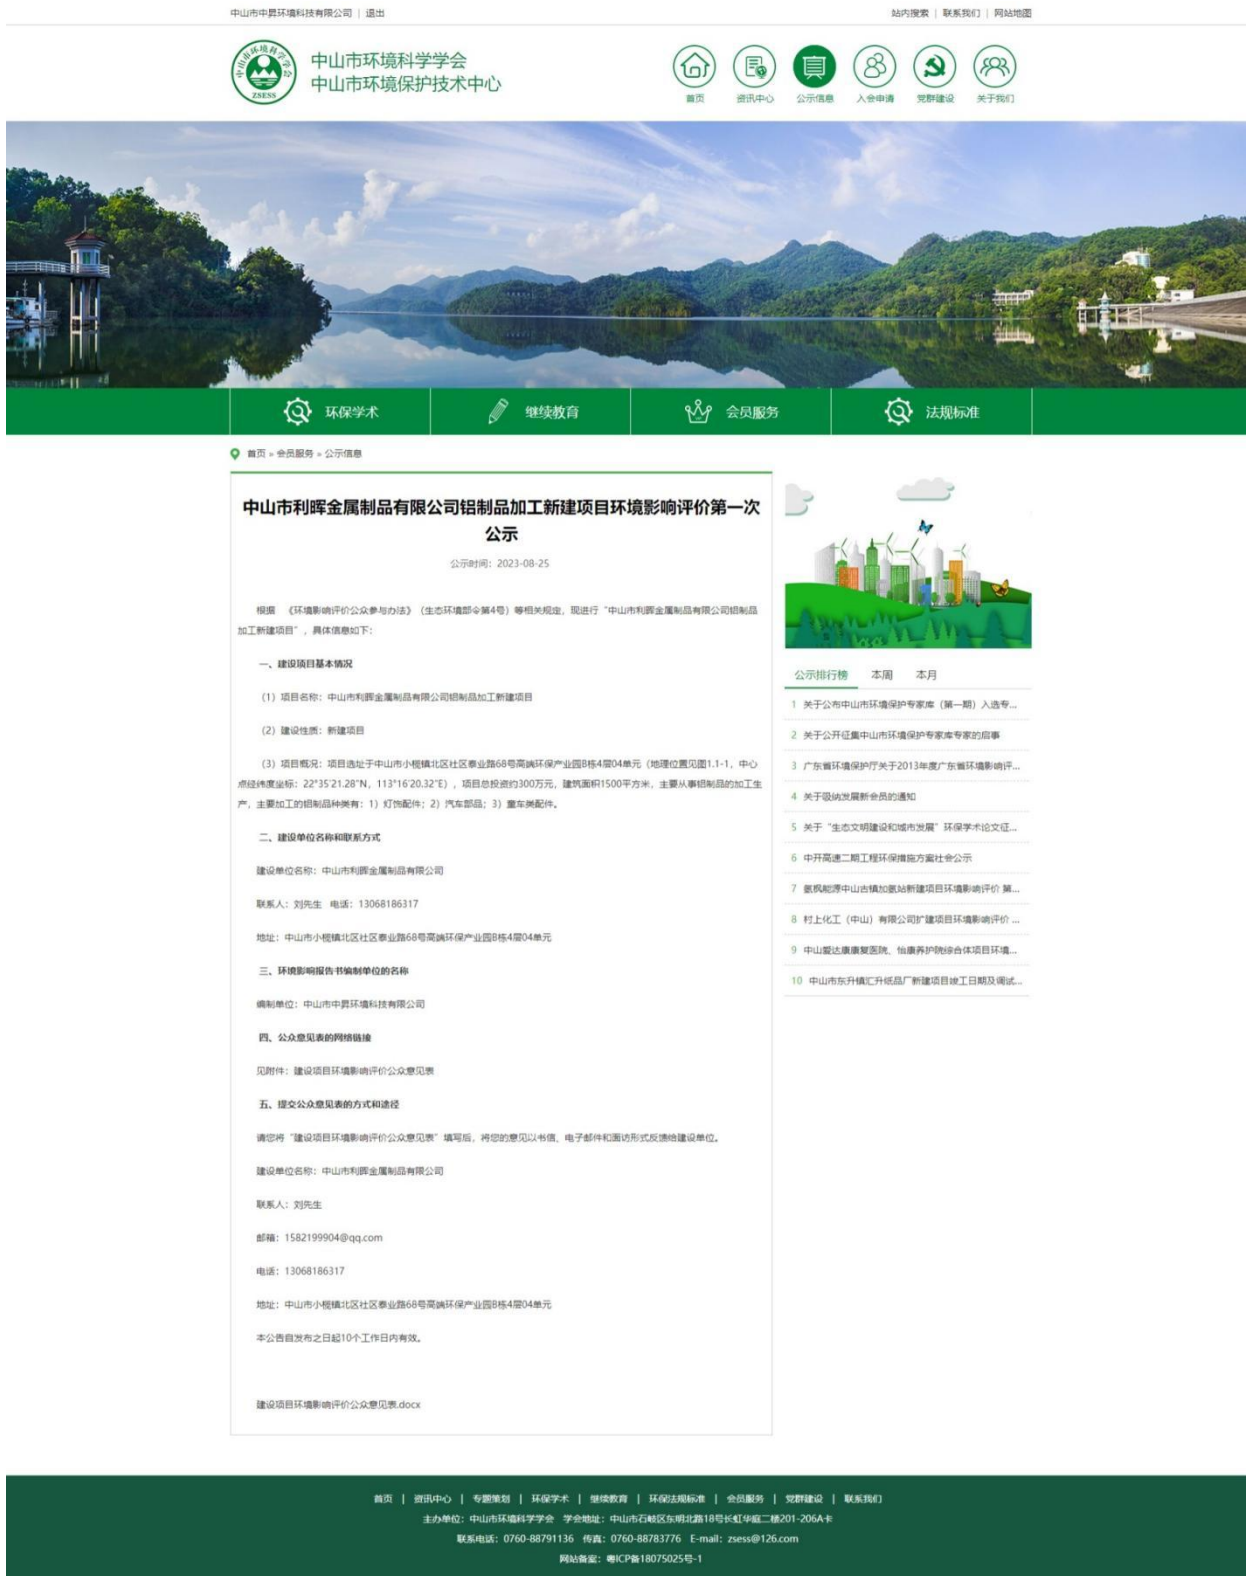 中山市中昇环境科技有限公司 | 退出
站内搜索 | 联系我们 | 网站地图
中山市环境科学学会
ZSESS
中山市环境科学学会
中山市环境保护技术中心
首页 资讯中心 公示信息 入会申请 党群建设 关于我们
环保学术 继续教育 会员服务 法规标准
首页 » 会员服务 » 公示信息
中山市利晖金属制品有限公司铝制品加工新建项目环境影响评价第一次
公示
公示时间：2023-08-25
根据 《环境影响评价公众参与办法》（生态环境部令第4号）等相关规定，现进行“中山市利晖金属制品有限公司铝制品
加工新建项目”，具体信息如下：
一、建设项目基本情况
（1）项目名称：中山市利晖金属制品有限公司铝制品加工新建项目
（2）建设性质：新建项目
（3）项目概况：项目选址于中山市小榄镇北区社区泰业路68号高端环保产业园B栋4层04单元（地理位置见图1.1-1，中心
点经纬度坐标：22°35'21.28"N，113°16'20.32"E），项目总投资约300万元，建筑面积1500平方米，主要从事铝制品的加工生
产，主要加工的铝制品种类有：1）灯饰配件；2）汽车部品；3）童车类配件。
二、建设单位名称和联系方式
建设单位名称：中山市利晖金属制品有限公司
联系人：刘先生 电话：13068186317
地址：中山市小榄镇北区社区泰业路68号高端环保产业园B栋4层04单元
三、环境影响报告书编制单位的名称
编制单位：中山市中昇环境科技有限公司
四、公众意见表的网络链接
见附件：建设项目环境影响评价公众意见表
五、提交公众意见表的方式和途径
请您将“建设项目环境影响评价公众意见表”填写后，将您的意见以书信、电子邮件和面访形式反馈给建设单位。
建设单位名称：中山市利晖金属制品有限公司
联系人：刘先生
邮箱：1582199904@qq.com
电话：13068186317
地址：中山市小榄镇北区社区泰业路68号高端环保产业园B栋4层04单元
本公告自发布之日起10个工作日内有效。
建设项目环境影响评价公众意见表.docx
公示排行榜 本周 本月
1 关于公布中山市环境保护专家库（第一期）入选专...
2 关于公开征集中山市环境保护专家库专家的启事
3 广东省环境保护厅关于2013年度广东省环境影响评...
4 关于吸纳发展新会员的通知
5 关于“生态文明建设和城市发展”环保学术论文征...
6 中开高速二期工程环保措施方案社会公示
7 氢枫能源中山古镇加氢站新建项目环境影响评价 第...
8 村上化工（中山）有限公司扩建项目环境影响评价 ...
9 中山爱达康康复医院、怡康养护院综合体项目环境...
10 中山市东升镇汇升纸品厂新建项目竣工日期及调试...
首页 | 资讯中心 | 专题策划 | 环保学术 | 继续教育 | 环保法规标准 | 会员服务 | 党群建设 | 联系我们
主办单位：中山市环境科学学会 学会地址：中山市石岐区东明北路18号长虹华庭二楼201-206A卡
联系电话：0760-88791136 传真：0760-88783776 E-mail：zsess@126.com
网站备案：粤ICP备18075025号-1